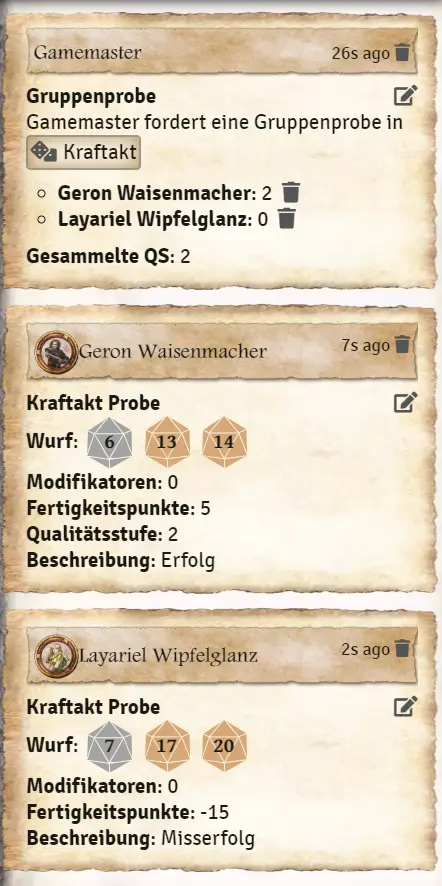 Gamemaster 26s ago
Gruppenprobe
Gamemaster fordert eine Gruppenprobe in
Kraftakt
Geron Waisenmacher: 2
Layariel Wipfelglanz: 0
Gesammelte QS: 2
Geron Waisenmacher 7s ago
Kraftakt Probe
Wurf: 6 13 14
Modifikatoren: 0
Fertigkeitspunkte: 5
Qualitätsstufe: 2
Beschreibung: Erfolg
Layariel Wipfelglanz 2s ago
Kraftakt Probe
Wurf: 7 17 20
Modifikatoren: 0
Fertigkeitspunkte: -15
Beschreibung: Misserfolg